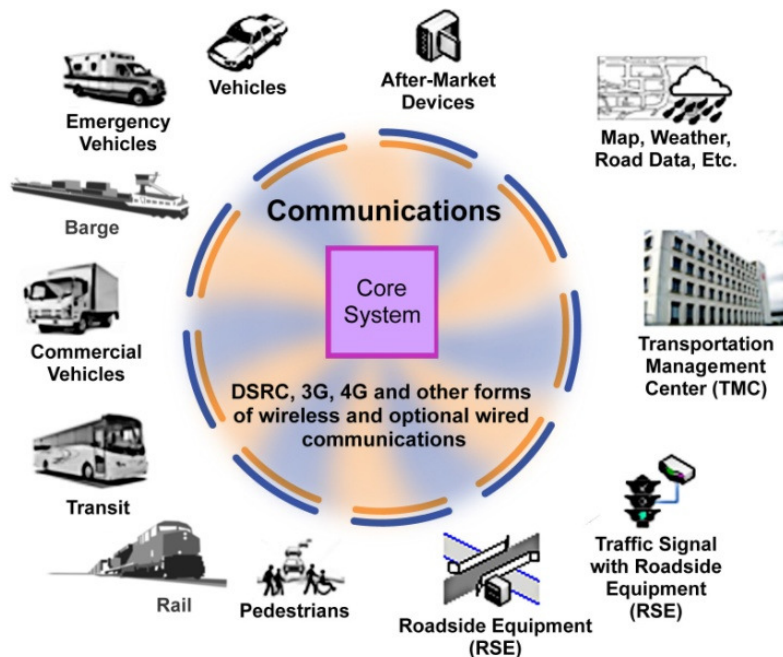 Vehicles
After-Market
Devices
Emergency
Vehicles
Map, Weather,
Road Data, Etc.
Communications
Barge
Core
System
Commercial
Vehicles
Transportation
Management
Center (TMC)
DSRC, 3G, 4G and other forms
of wireless and optional wired
communications
Transit
Traffic Signal
with Roadside
Equipment
(RSE)
Rail
Pedestrians
Roadside Equipment
(RSE)